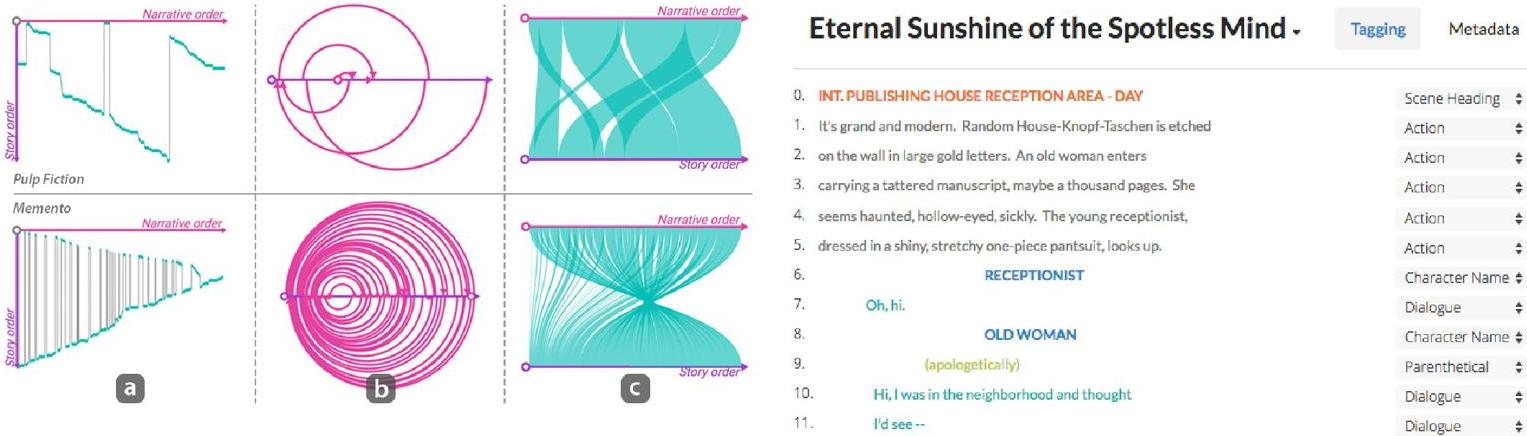 Narrative order
Story order
Pulp Fiction
Story order
Narrative order
Story order
Memento
Narrative order
Story order
Narrative order
Story order
a
b
c
Eternal Sunshine of the Spotless Mind
Tagging
Metadata
0. INT. PUBLISHING HOUSE RECEPTION AREA - DAY Scene Heading
1. It's grand and modern. Random House-Knopf-Taschen is etched Action
2. on the wall in large gold letters. An old woman enters Action
3. carrying a tattered manuscript, maybe a thousand pages. She Action
4. seems haunted, hollow-eyed, sickly. The young receptionist, Action
5. dressed in a shiny, stretchy one-piece pantsuit, looks up. Action
6. RECEPTIONIST Character Name
7. Oh, hi. Dialogue
8. OLD WOMAN Character Name
9. (apologetically) Parenthetical
10. Hi, I was in the neighborhood and thought Dialogue
11. I'd see -- Dialogue